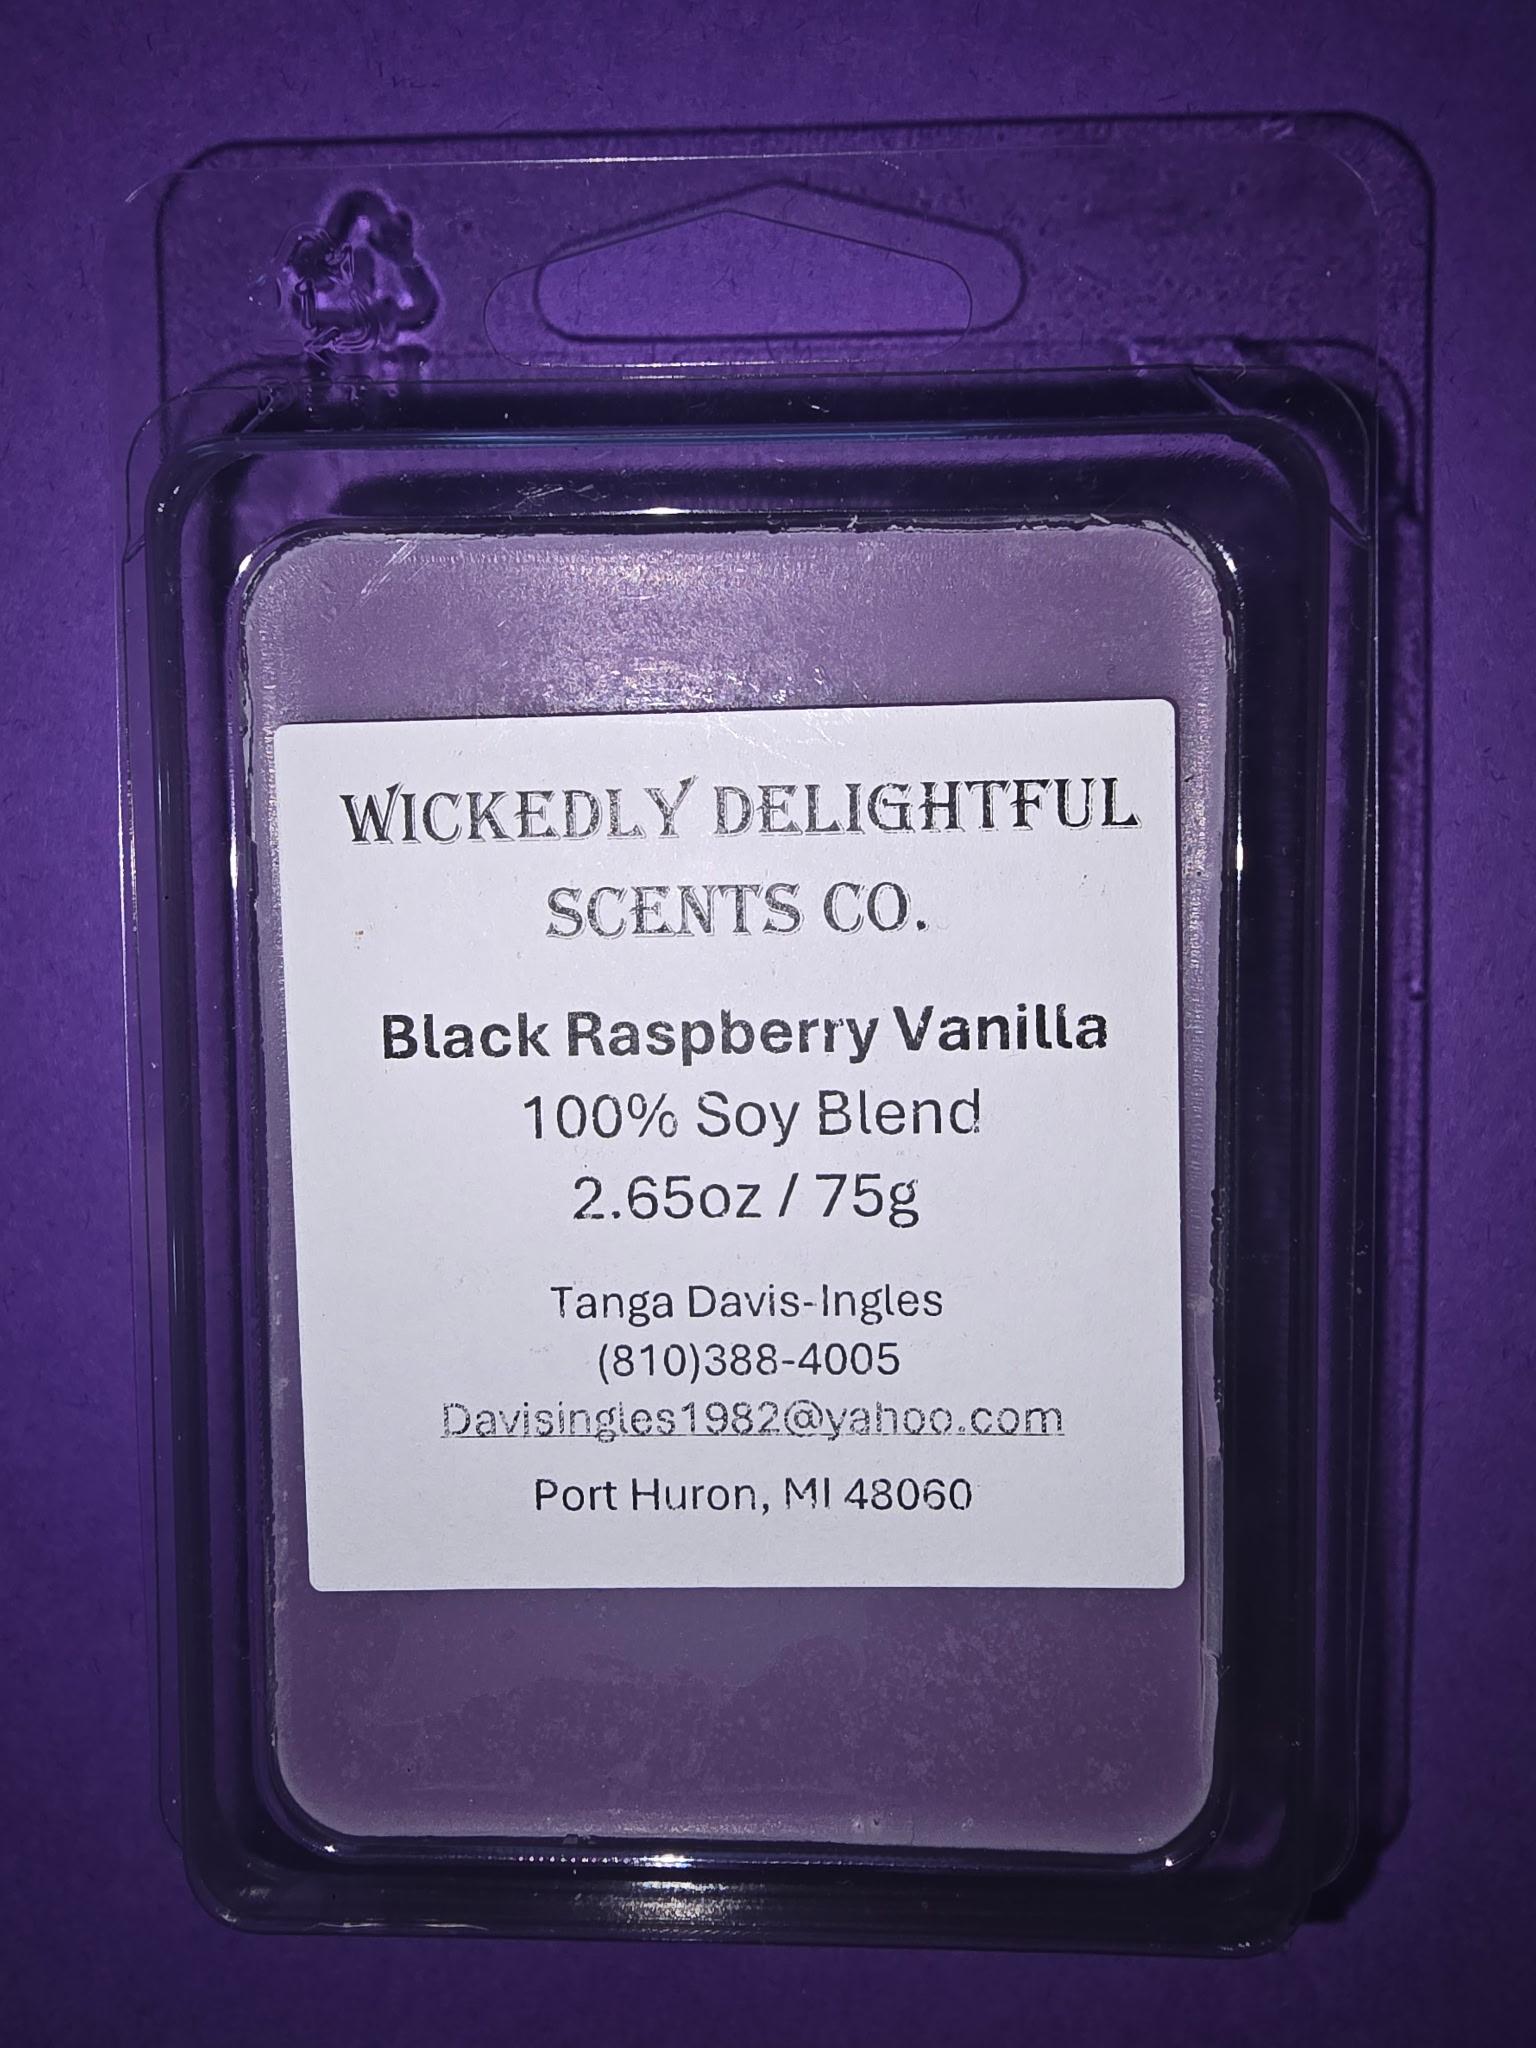 WICKEDLY DELIGHTFUL
SCENTS CO.
Black Raspberry Vanilla
100% Soy Blend
2.65oz / 75g
Tanga Davis-Ingles
(810)388-4005
Davisingles1982@yahoo.com
Port Huron, MI 48060